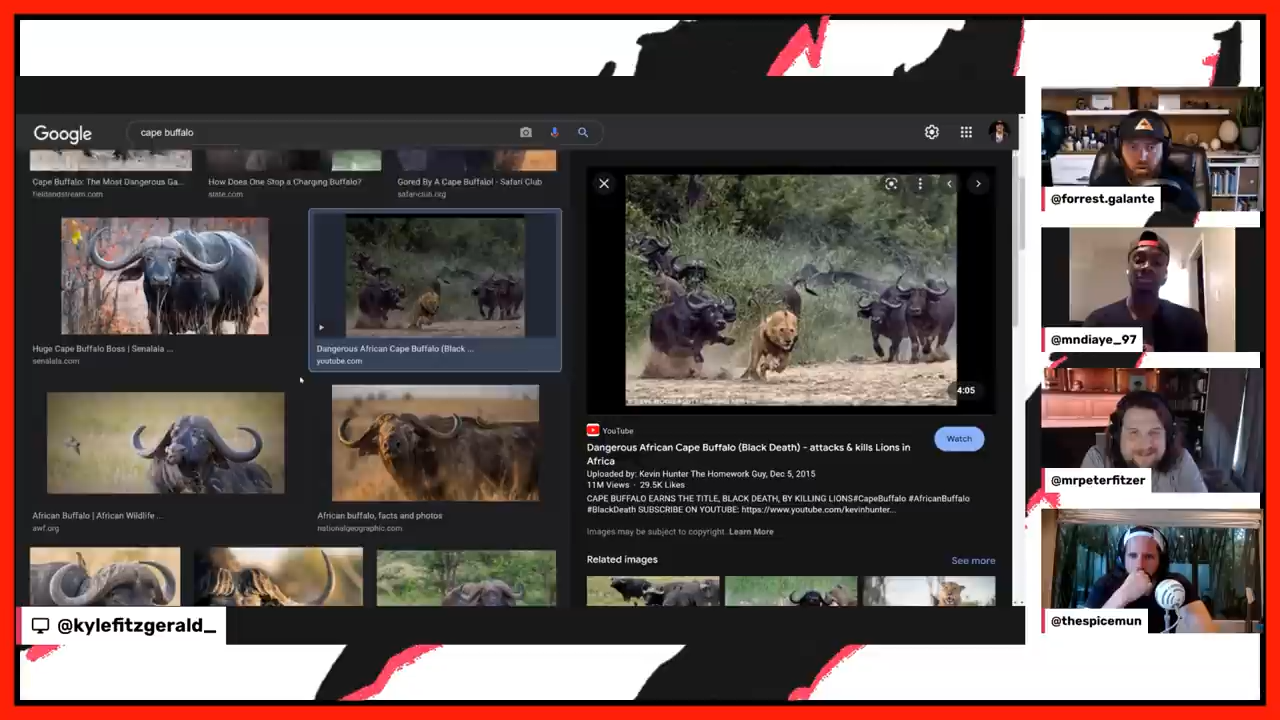 Google
cape buffalo
Cape Buffalo: The Most Dangerous Ga...
fieldandstream.com
How Does One Stop a Charging Buffalo?
slate.com
Gored By A Cape Buffalo! - Safari Club
safariclub.org
Huge Cape Buffalo Boss | Senalala ...
senalala.com
Dangerous African Cape Buffalo (Black ...
youtube.com
African Buffalo | African Wildlife ...
awf.org
African buffalo, facts and photos
nationalgeographic.com
4:05
YouTube
Dangerous African Cape Buffalo (Black Death) - attacks & kills Lions in
Africa
Watch
Uploaded by: Kevin Hunter The Homework Guy, Dec 5, 2015
11M Views · 29.5K Likes
CAPE BUFFALO EARNS THE TITLE, BLACK DEATH, BY KILLING LIONS#CapeBuffalo #AfricanBuffalo
#BlackDeath SUBSCRIBE ON YOUTUBE: https://www.youtube.com/kevinhunter...
Images may be subject to copyright. Learn More
Related images
See more
@kylefitzgerald_
@forrest.galante
@mndiaye_97
@mrpeterfitzer
@thespicemun